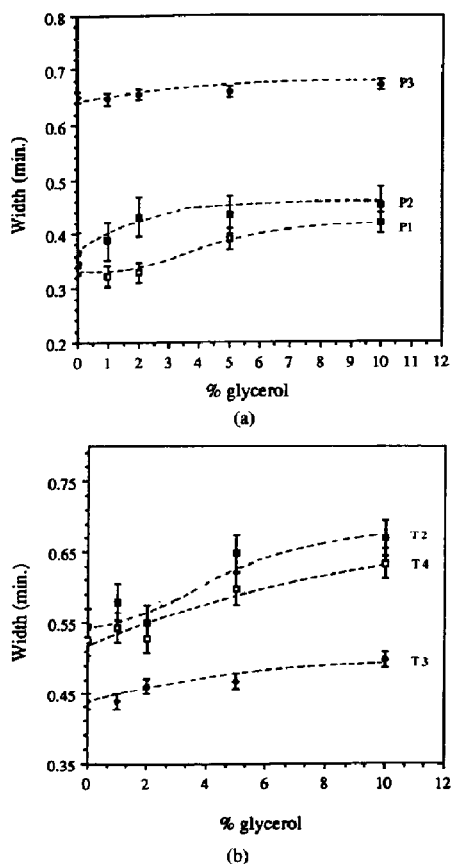 0.8
0.7
0.6
0.5
0.4
0.3
0.2
Width (min.)
P3
P2
P1
0 1 2 3 4 5 6 7 8 9 10 11 12
% glycerol
(a)
0.75
0.65
0.55
0.45
0.35
Width (min.)
T2
T4
T3
0 2 4 6 8 10 12
% glycerol
(b)